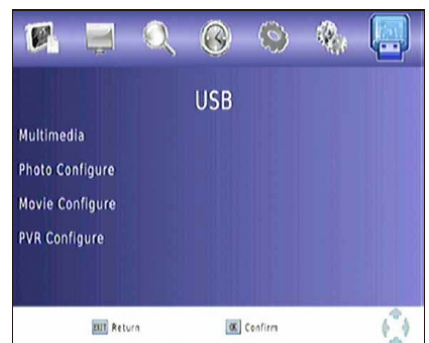 USB
Multimedia
Photo Configure
Movie Configure
PVR Configure
EXIT Return OK Confirm